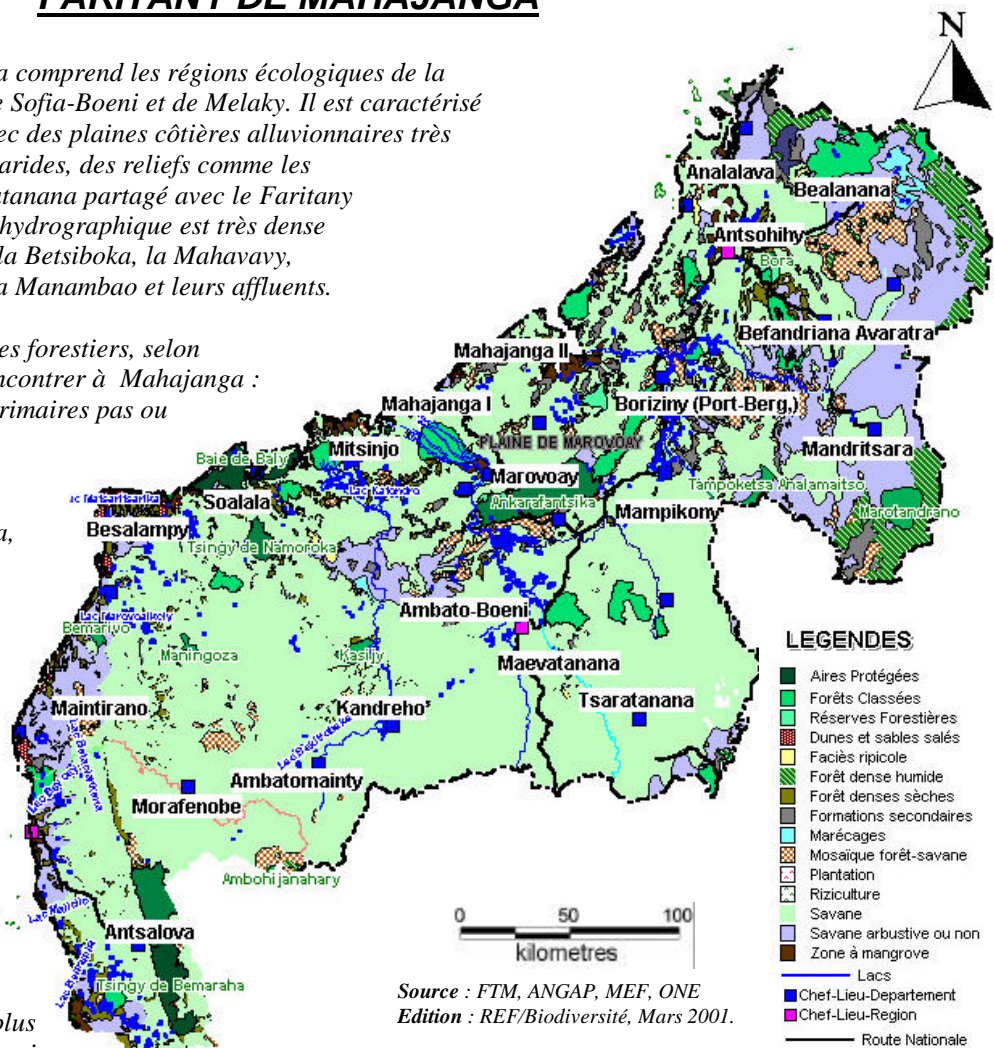 FARITANY DE MAHAJANGA
a comprend les régions écologiques de la
e Sofia-Boeni et de Melaky. Il est caractérisé
ec des plaines côtières alluvionnaires très
arides, des reliefs comme les
atanana partagé avec le Faritany
hydrographique est très dense
la Betsiboka, la Mahavavy,
a Manambao et leurs affluents.
es forestiers, selon
ncontrer à Mahajanga :
rimaires pas ou
a,
plus
N
Analalava
Bealanana
Antsohihy
Bora
Befandriana Avaratra
Mahajanga II
Mahajanga I
Boriziny (Port-Berg,)
PLAINE DE MAROVOAY
Mandritsara
Mitsinjo
Baie de Baly
Marovoay
Lac Katondro
Soalala
Ankarafantsika
Tampoketsa Analamaitso
Mampikony
Marotandrano
Besalampy
Tsingy de Namoroka
Ambato-Boeni
Bemarivo
Maningoza
Kasijy
Maevatanana
Maintirano
Kandreho
Tsaratanana
Ambatomainty
Morafenobe
Ambohijanahary
Antsalova
Tsingy de Bemaraha
0 50 100
kilometres
Source : FTM, ANGAP, MEF, ONE
Edition : REF/Biodiversité, Mars 2001.
LEGENDES
Aires Protégées
Forêts Classées
Réserves Forestières
Dunes et sables salés
Faciès ripicole
Forêt dense humide
Forêt denses sèches
Formations secondaires
Marécages
Mosaïque forêt-savane
Plantation
Riziculture
Savane
Savane arbustive ou non
Zone à mangrove
Lacs
Chef-Lieu-Departement
Chef-Lieu-Region
Route Nationale